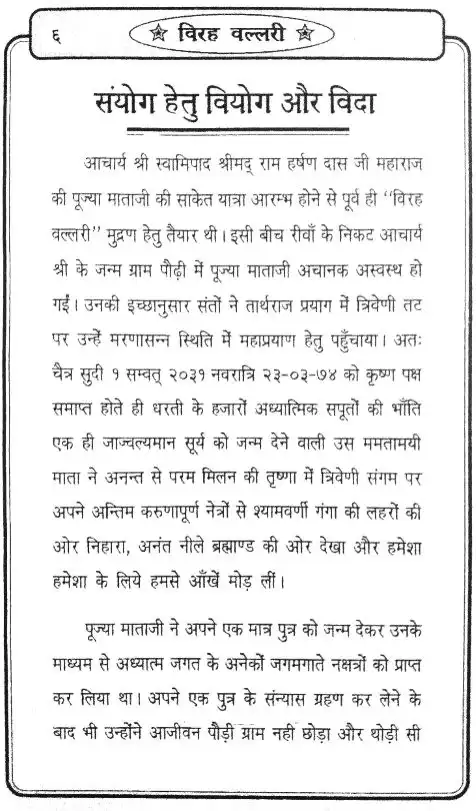 ६
☆ विरह वल्लरी ☆
संयोग हेतु वियोग और विदा
आचार्य श्री स्वामिपाद श्रीमद् राम हर्षण दास जी महाराज
की पूज्या माताजी की साकेत यात्रा आरम्भ होने से पूर्व ही “विरह
वल्लरी” मुद्रण हेतु तैयार थी। इसी बीच रीवाँ के निकट आचार्य
श्री के जन्म ग्राम पौढ़ी में पूज्या माताजी अचानक अस्वस्थ हो
गईं। उनकी इच्छानुसार संतों ने तार्थराज प्रयाग में त्रिवेणी तट
पर उन्हें मरणासन्न स्थिति में महाप्रयाण हेतु पहुँचाया। अतः
चैत्र सुदी १ सम्वत् २०३१ नवरात्रि २३-०३-७४ को कृष्ण पक्ष
समाप्त होते ही धरती के हजारों अध्यात्मिक सपूतों की भाँति
एक ही जाज्वल्यमान सूर्य को जन्म देने वाली उस ममतामयी
माता ने अनन्त से परम मिलन की तृष्णा में त्रिवेणी संगम पर
अपने अन्तिम करुणापूर्ण नेत्रों से श्यामवर्णी गंगा की लहरों की
ओर निहारा, अनंत नीले ब्रह्माण्ड की ओर देखा और हमेशा
हमेशा के लिये हमसे आँखें मोड़ लीं।
पूज्या माताजी ने अपने एक मात्र पुत्र को जन्म देकर उनके
माध्यम से अध्यात्म जगत के अनेकों जगमगाते नक्षत्रों को प्राप्त
कर लिया था। अपने एक पुत्र के संन्यास ग्रहण कर लेने के
बाद भी उन्होंने आजीवन पौड़ी ग्राम नही छोड़ा और थोड़ी सी